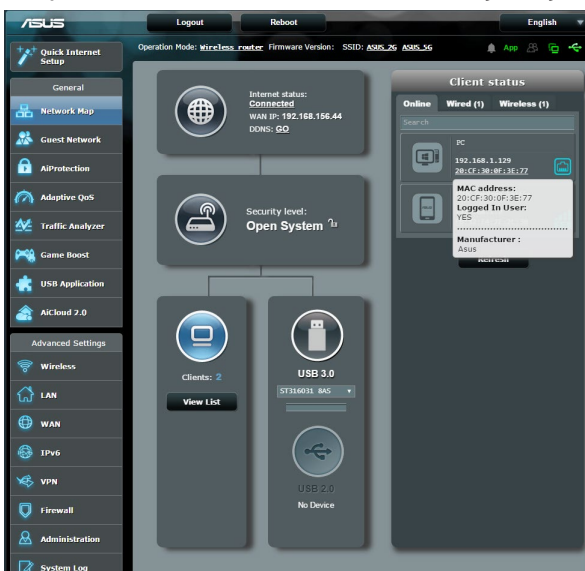 ASUS
Logout
Reboot
English
Quick Internet
Setup
Operation Mode: Wireless router Firmware Version: SSID: ASUS_2G ASUS_5G
App
General
Network Map
Guest Network
AiProtection
Adaptive QoS
Traffic Analyzer
Game Boost
USB Application
AiCloud 2.0
Advanced Settings
Wireless
LAN
WAN
IPv6
VPN
Firewall
Administration
System Log
Internet status:
Connected
WAN IP: 192.168.156.44
DDNS: GO
Security level:
Open System
Clients: 2
View List
USB 3.0
ST316031 8AS
USB 2.0
No Device
Client status
Online Wired (1) Wireless (1)
Search
PC
192.168.1.129
20:CF:30:0F:3E:77
MAC address:
20:CF:30:0F:3E:77
Logged In User:
YES
Manufacturer :
Asus
Refresh